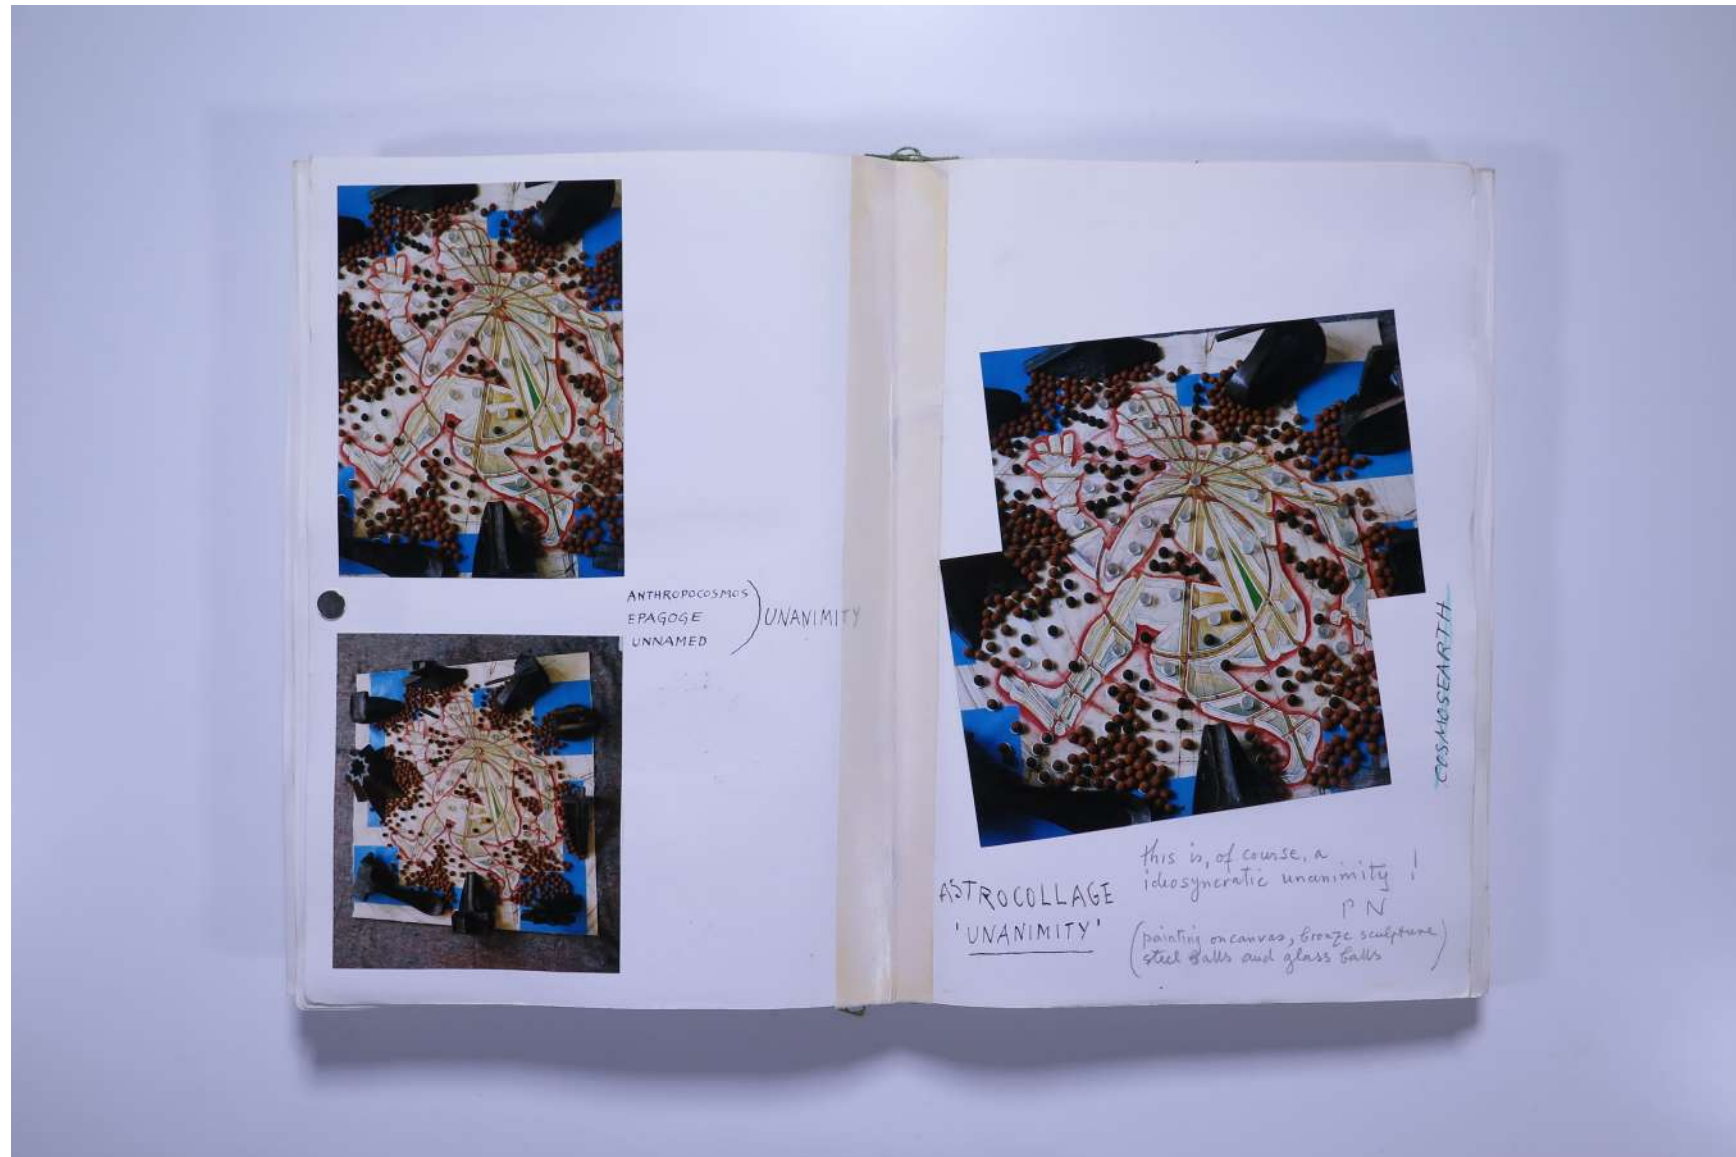 ANTHROPOCOSMOS
EPAGOGE
UNNAMED
UNANIMITY
COSMOSEARTH
ASTROCOLLAGE
'UNANIMITY'
this is, of course, a
ideosyncratic unanimity !
PN
(painting on canvas, bronze sculpture
steel balls and glass balls)